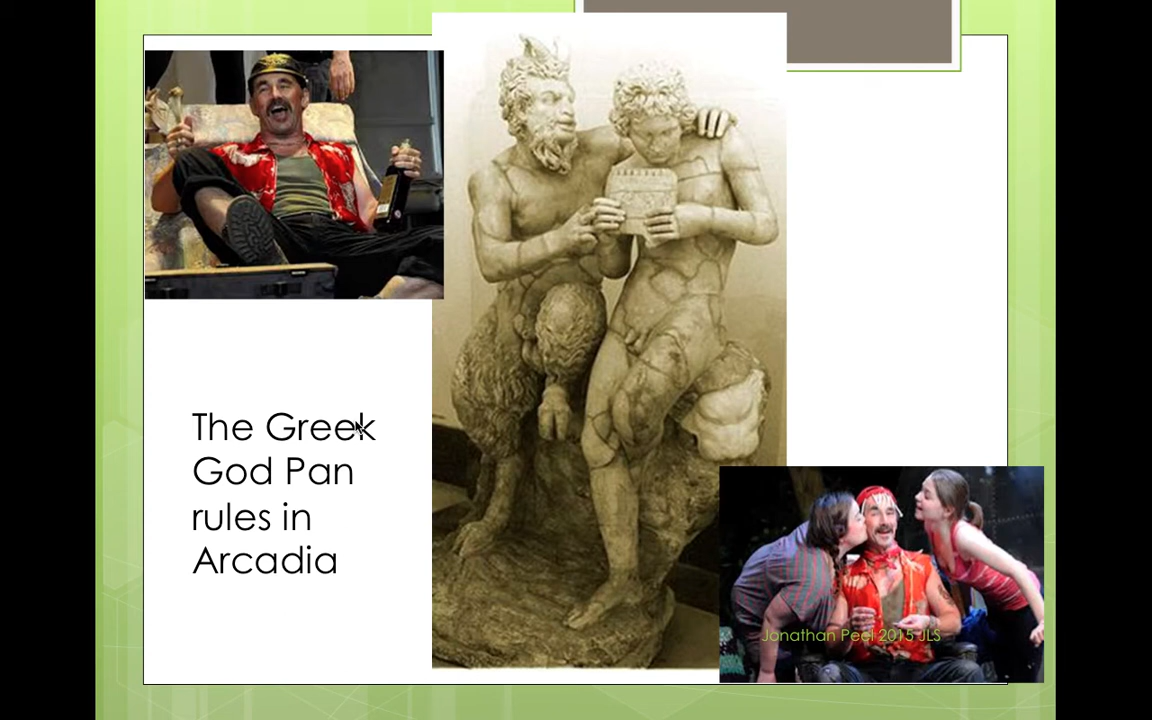 The Greek
God Pan
rules in
Arcadia
Jonathan Peel 2015 JLS